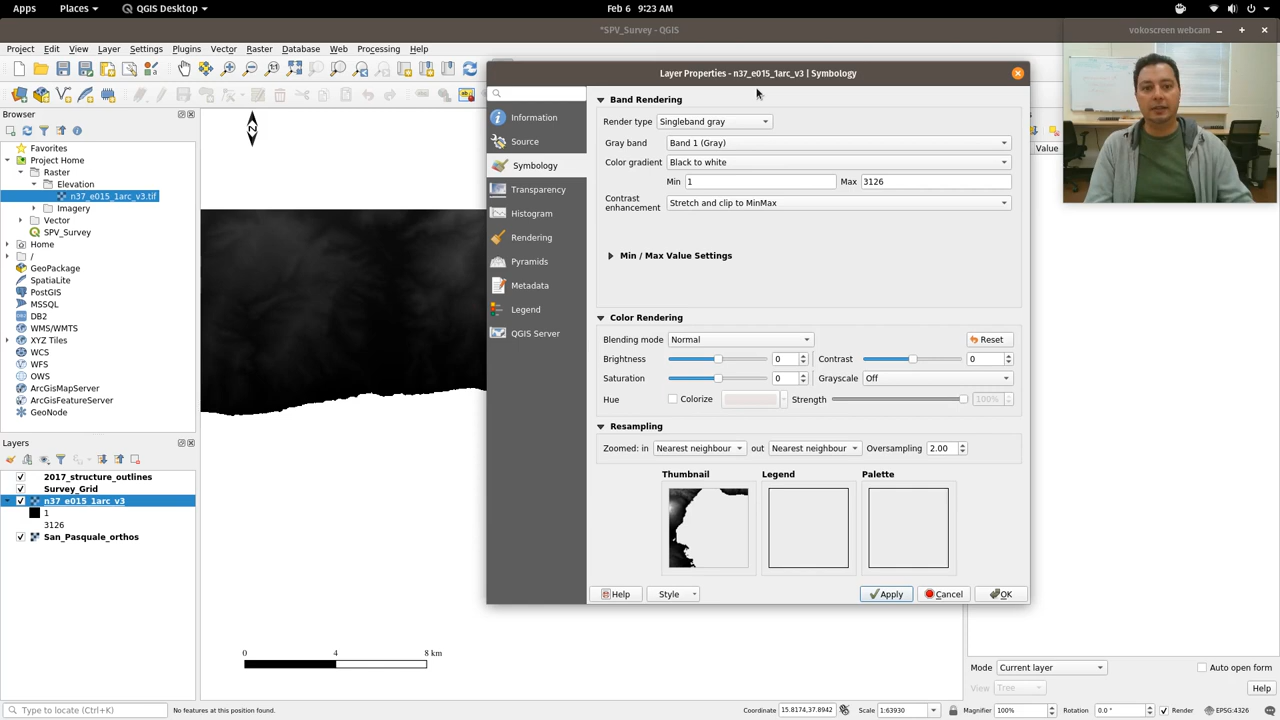 Apps Places QGIS Desktop Feb 6 9:23 AM
*SPV_Survey - QGIS
vokoscreen webcam
Project Edit View Layer Settings Plugins Vector Raster Database Web Processing Help
Browser
Favorites
Project Home
Raster
Elevation
n37_e015_1arc_v3.tif
Imagery
Vector
SPV_Survey
Home
/
GeoPackage
SpatiaLite
PostGIS
MSSQL
DB2
WMS/WMTS
XYZ Tiles
WCS
WFS
OWS
ArcGisMapServer
ArcGisFeatureServer
GeoNode
Layers
2017_structure_outlines
Survey_Grid
n37_e015_1arc_v3
1
3126
San_Pasquale_orthos
Z
0 4 8 km
Layer Properties - n37_e015_1arc_v3 | Symbology
Information
Source
Symbology
Transparency
Histogram
Rendering
Pyramids
Metadata
Legend
QGIS Server
Band Rendering
Render type Singleband gray
Gray band Band 1 (Gray)
Color gradient Black to white
Min 1 Max 3126
Contrast enhancement Stretch and clip to MinMax
Min / Max Value Settings
Color Rendering
Blending mode Normal Reset
Brightness 0 Contrast 0
Saturation 0 Grayscale Off
Hue Colorize Strength 100%
Resampling
Zoomed: in Nearest neighbour out Nearest neighbour Oversampling 2.00
Thumbnail Legend Palette
Help Style Apply Cancel OK
Value
Mode Current layer Auto open form
View Tree Help
Type to locate (Ctrl+K) No features at this position found. Coordinate 15.8174,37.8942 Scale 1:63930 Magnifier 100% Rotation 0.0 ° Render EPSG:4326